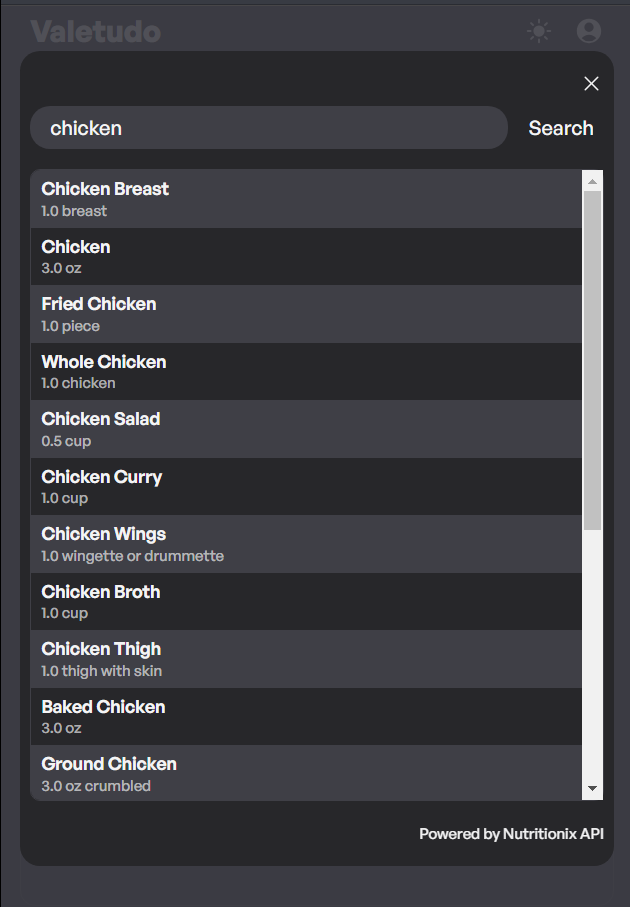 Valetudo
chicken
Search
Chicken Breast
1.0 breast
Chicken
3.0 oz
Fried Chicken
1.0 piece
Whole Chicken
1.0 chicken
Chicken Salad
0.5 cup
Chicken Curry
1.0 cup
Chicken Wings
1.0 wingette or drummette
Chicken Broth
1.0 cup
Chicken Thigh
1.0 thigh with skin
Baked Chicken
3.0 oz
Ground Chicken
3.0 oz crumbled
Powered by Nutritionix API